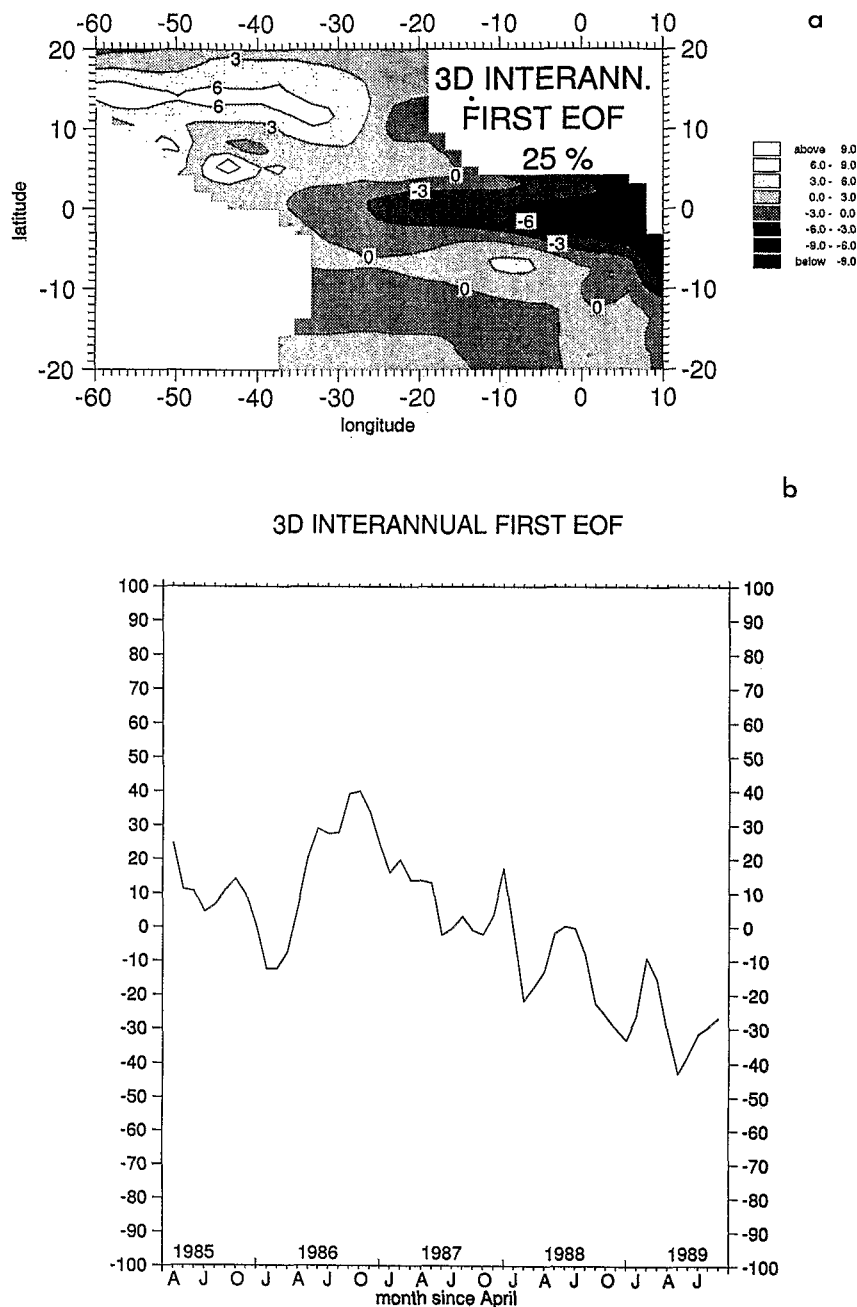 a
-60 -50 -40 -30 -20 -10 0 10
20 20
10 10
0 0
-10 -10
-20 -20
-60 -50 -40 -30 -20 -10 0 10
latitude
longitude
3D INTERANN.
FIRST EOF
25 %
3
6
6
3
0
-3
-6
-3
0
0
0
above 9.0
6.0 - 9.0
3.0 - 6.0
0.0 - 3.0
-3.0 - 0.0
-6.0 - -3.0
-9.0 - -6.0
below -9.0
b
3D INTERANNUAL FIRST EOF
100 100
90 90
80 80
70 70
60 60
50 50
40 40
30 30
20 20
10 10
0 0
-10 -10
-20 -20
-30 -30
-40 -40
-50 -50
-60 -60
-70 -70
-80 -80
-90 -90
-100 -100
1985 1986 1987 1988 1989
A J O J A J O J A J O J A J O J A J
month since April